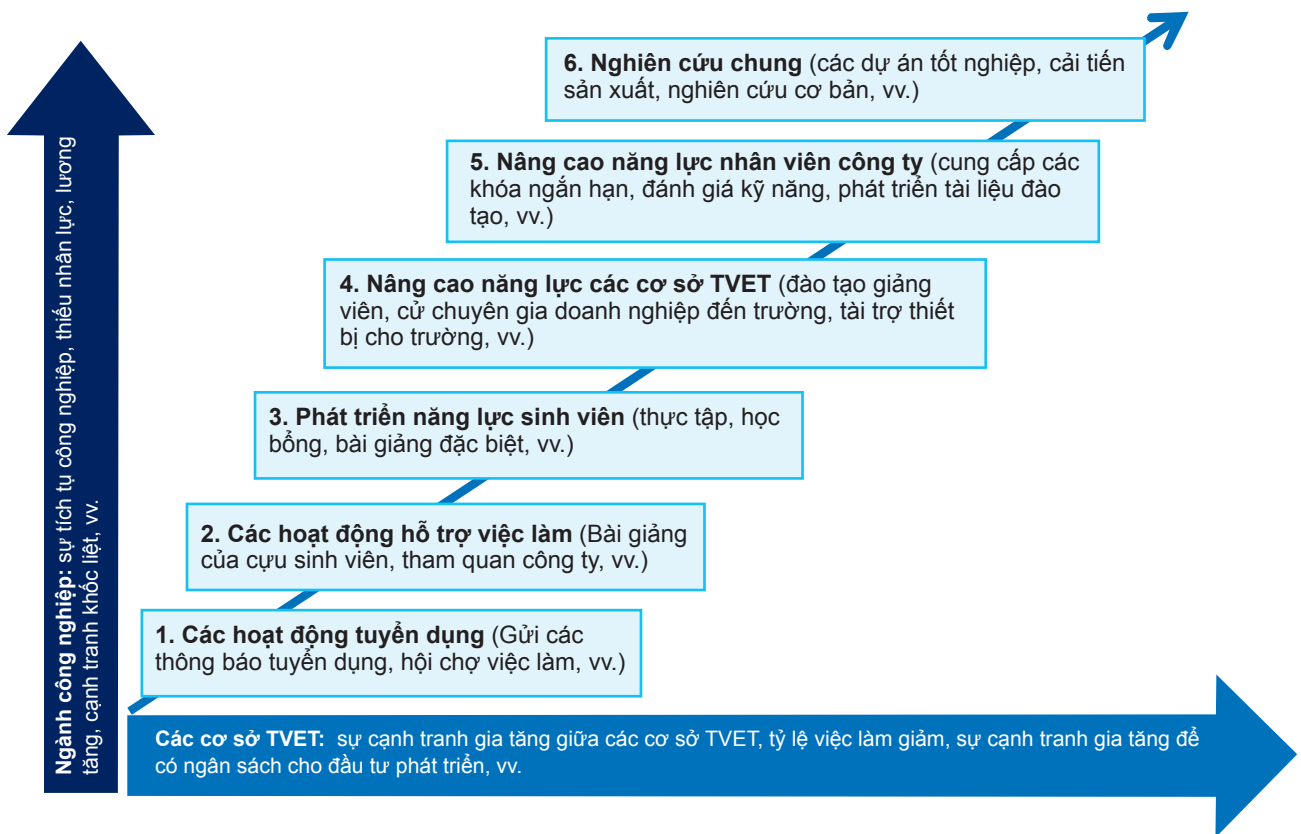 6. Nghiên cứu chung (các dự án tốt nghiệp, cải tiến
sản xuất, nghiên cứu cơ bản, vv.)
5. Nâng cao năng lực nhân viên công ty (cung cấp các
khóa ngắn hạn, đánh giá kỹ năng, phát triển tài liệu đào
tạo, vv.)
4. Nâng cao năng lực các cơ sở TVET (đào tạo giảng
viên, cử chuyên gia doanh nghiệp đến trường, tài trợ thiết
bị cho trường, vv.)
3. Phát triển năng lực sinh viên (thực tập, học
bổng, bài giảng đặc biệt, vv.)
2. Các hoạt động hỗ trợ việc làm (Bài giảng
của cựu sinh viên, tham quan công ty, vv.)
1. Các hoạt động tuyển dụng (Gửi các
thông báo tuyển dụng, hội chợ việc làm, vv.)
Ngành công nghiệp: sự tích tụ công nghiệp, thiếu nhân lực, lương
tăng, cạnh tranh khốc liệt, vv.
Các cơ sở TVET: sự cạnh tranh gia tăng giữa các cơ sở TVET, tỷ lệ việc làm giảm, sự cạnh tranh gia tăng để
có ngân sách cho đầu tư phát triển, vv.